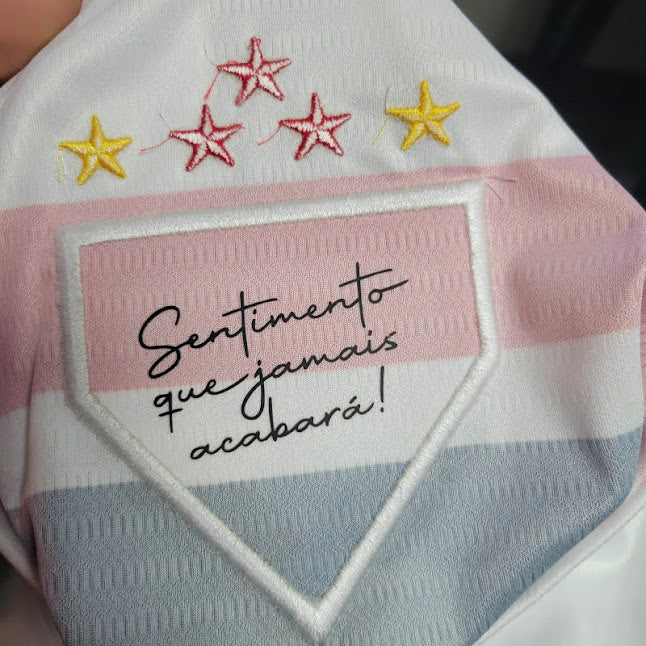 Sentimento
que jamais
acabará!